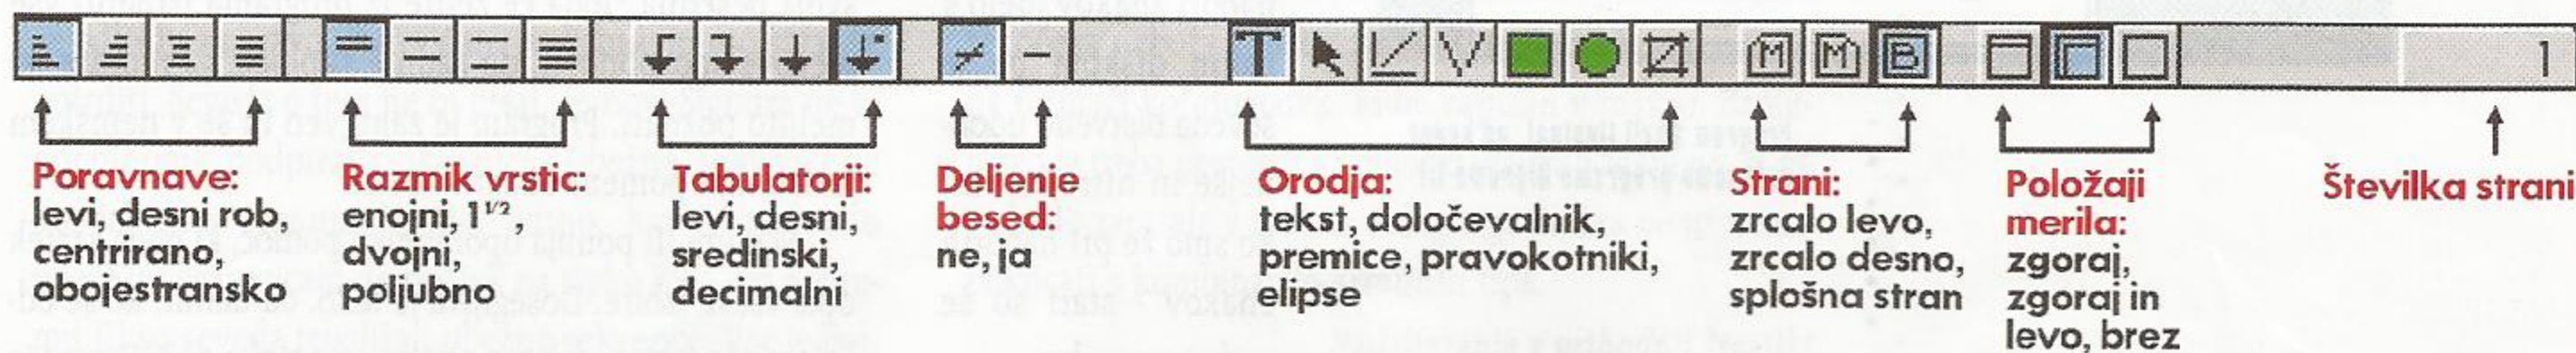 T M M B 1
Poravnave:
levi, desni rob,
centrirano,
obojestransko
Razmik vrstic:
enojni, 1 1/2,
dvojni,
poljubno
Tabulatorji:
levi, desni,
sredinski,
decimalni
Deljenje
besed:
ne, ja
Orodja:
tekst, določevalnik,
premice, pravokotniki,
elipse
Strani:
zrcalo levo,
zrcalo desno,
splošna stran
Položaji
merila:
zgoraj,
zgoraj in
levo, brez
Številka strani